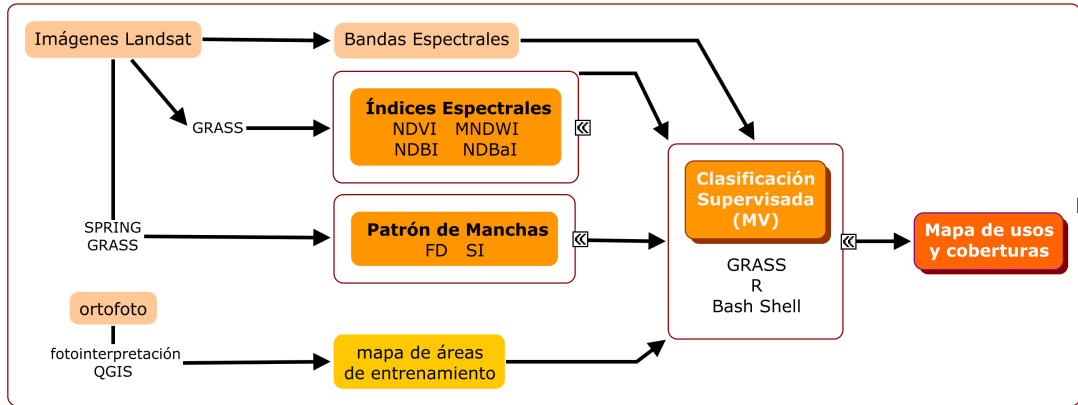 Imágenes Landsat
Bandas Espectrales
GRASS
Índices Espectrales
NDVI MNDWI
NDBI NDBaI
SPRING
GRASS
Patrón de Manchas
FD SI
ortofoto
fotointerpretación
QGIS
mapa de áreas
de entrenamiento
Clasificación
Supervisada
(MV)
GRASS
R
Bash Shell
Mapa de usos
y coberturas